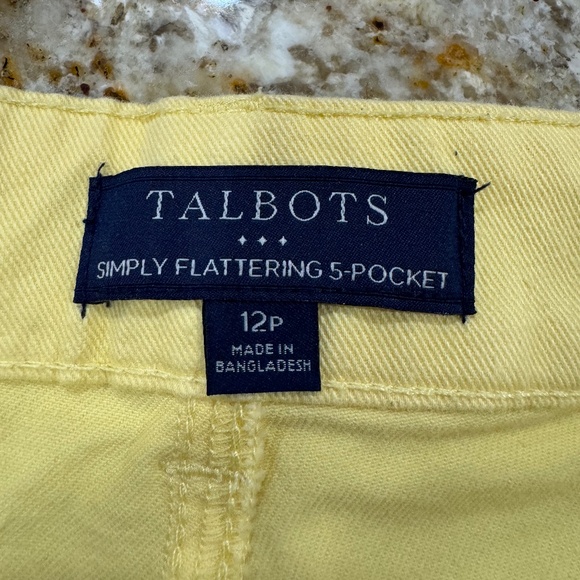 TALBOTS
SIMPLY FLATTERING 5-POCKET
12P
MADE IN
BANGLADESH